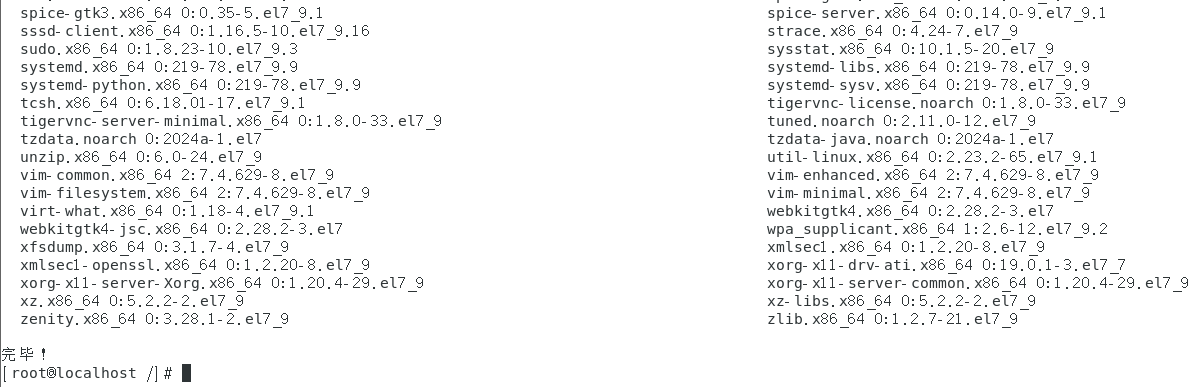 spice-gtk3.x86_64 0:0.35-5.el7_9.1 spice-server.x86_64 0:0.14.0-9.el7_9.1
sssd-client.x86_64 0:1.16.5-10.el7_9.16 strace.x86_64 0:4.24-7.el7_9
sudo.x86_64 0:1.8.23-10.el7_9.3 sysstat.x86_64 0:10.1.5-20.el7_9
systemd.x86_64 0:219-78.el7_9.9 systemd-libs.x86_64 0:219-78.el7_9.9
systemd-python.x86_64 0:219-78.el7_9.9 systemd-sysv.x86_64 0:219-78.el7_9.9
tcsh.x86_64 0:6.18.01-17.el7_9.1 tigervnc-license.noarch 0:1.8.0-33.el7_9
tigervnc-server-minimal.x86_64 0:1.8.0-33.el7_9 tuned.noarch 0:2.11.0-12.el7_9
tzdata.noarch 0:2024a-1.el7 tzdata-java.noarch 0:2024a-1.el7
unzip.x86_64 0:6.0-24.el7_9 util-linux.x86_64 0:2.23.2-65.el7_9.1
vim-common.x86_64 2:7.4.629-8.el7_9 vim-enhanced.x86_64 2:7.4.629-8.el7_9
vim-filesystem.x86_64 2:7.4.629-8.el7_9 vim-minimal.x86_64 2:7.4.629-8.el7_9
virt-what.x86_64 0:1.18-4.el7_9.1 webkitgtk4.x86_64 0:2.28.2-3.el7
webkitgtk4-jsc.x86_64 0:2.28.2-3.el7 wpa_supplicant.x86_64 1:2.6-12.el7_9.2
xfsdump.x86_64 0:3.1.7-4.el7_9 xmlsec1.x86_64 0:1.2.20-8.el7_9
xmlsec1-openssl.x86_64 0:1.2.20-8.el7_9 xorg-x11-drv-ati.x86_64 0:19.0.1-3.el7_7
xorg-x11-server-Xorg.x86_64 0:1.20.4-29.el7_9 xorg-x11-server-common.x86_64 0:1.20.4-29.el7_9
xz.x86_64 0:5.2.2-2.el7_9 xz-libs.x86_64 0:5.2.2-2.el7_9
zenity.x86_64 0:3.28.1-2.el7_9 zlib.x86_64 0:1.2.7-21.el7_9
完毕！
[root@localhost /]#